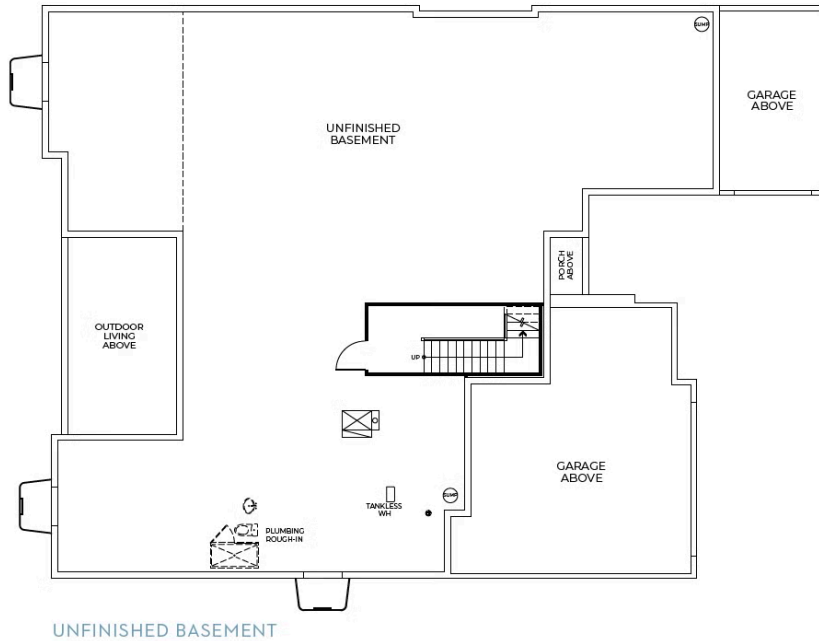 SUMP
GARAGE
ABOVE
UNFINISHED
BASEMENT
PORCH
ABOVE
OUTDOOR
LIVING
ABOVE
UP
GARAGE
ABOVE
SUMP
TANKLESS
WH
PLUMBING
ROUGH-IN
UNFINISHED BASEMENT